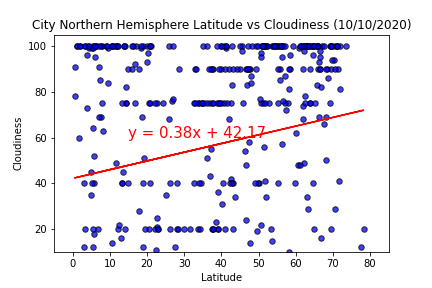 City Northern Hemisphere Latitude vs Cloudiness (10/10/2020)
100
80
60
40
20
Cloudiness
y = 0.38x + 42.17
0 10 20 30 40 50 60 70 80
Latitude